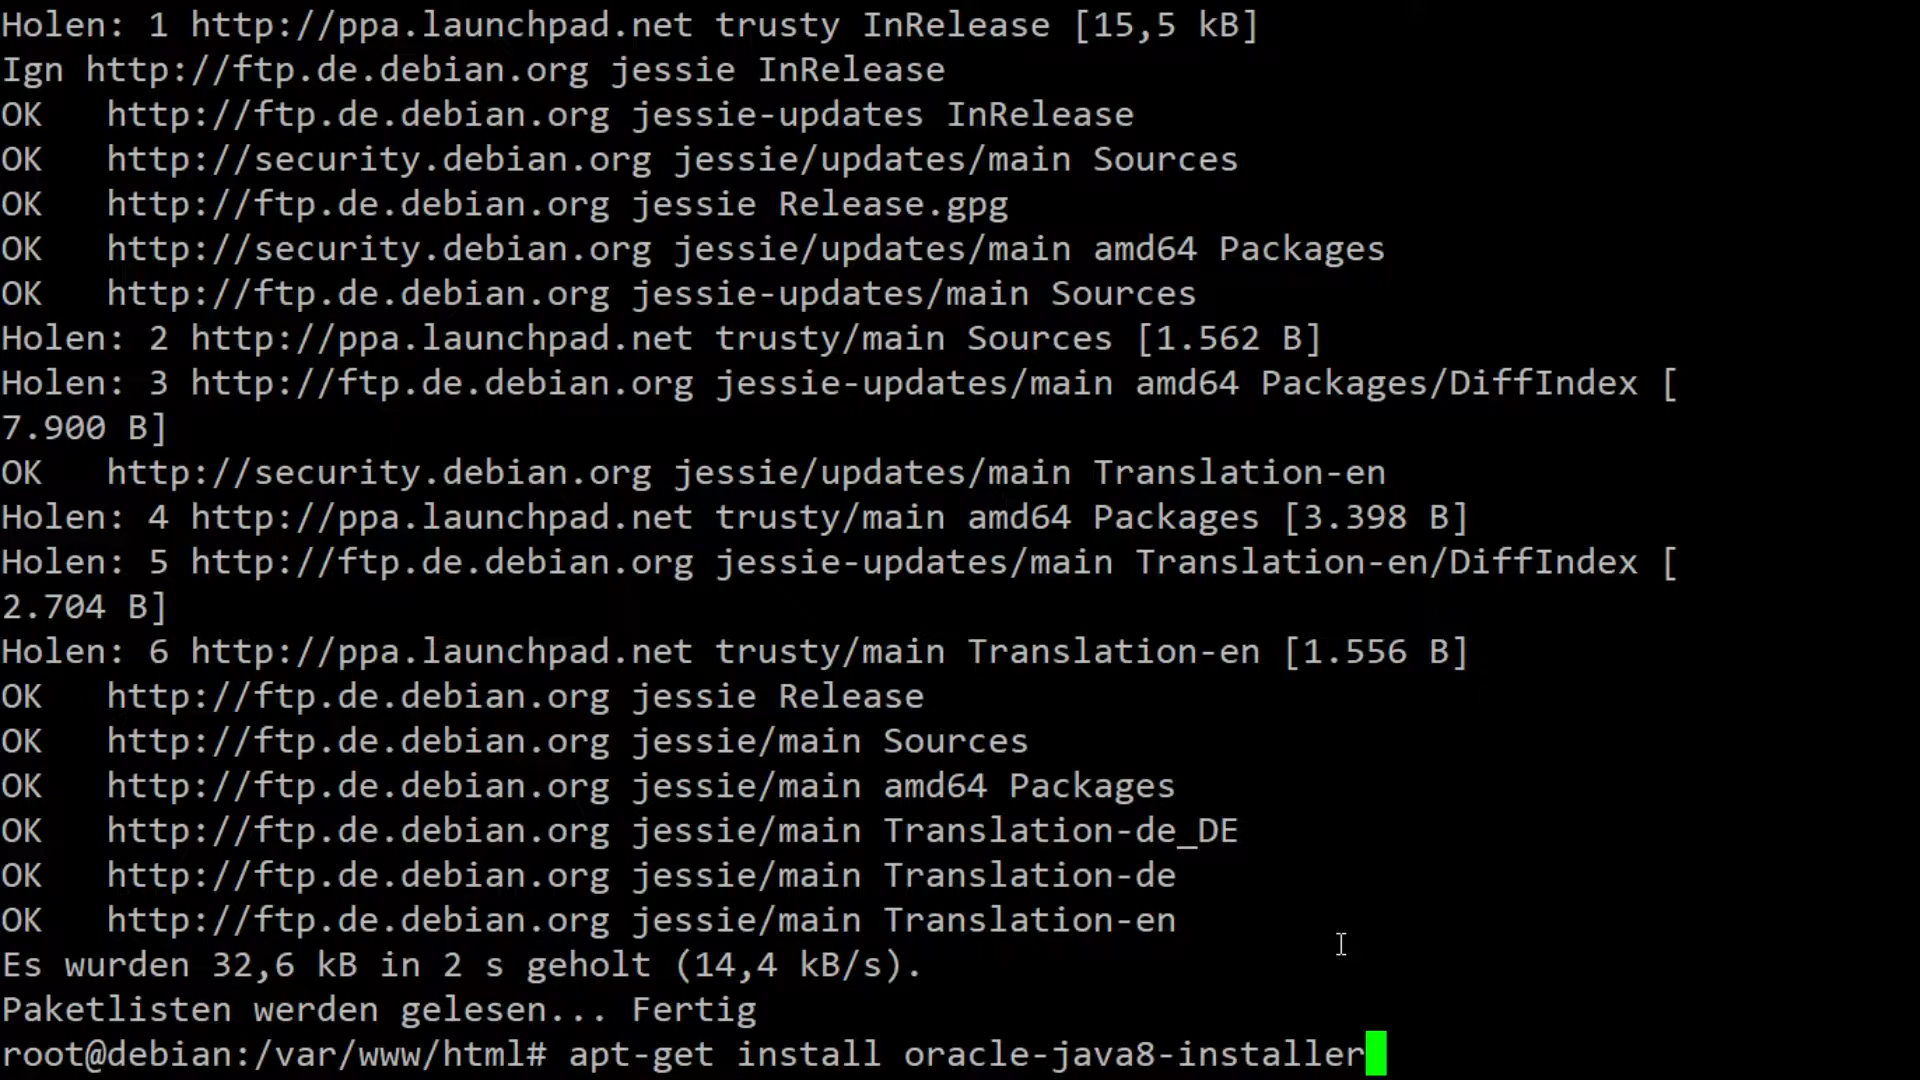 Holen: 1 http://ppa.launchpad.net trusty InRelease [15,5 kB]
Ign http://ftp.de.debian.org jessie InRelease
OK   http://ftp.de.debian.org jessie-updates InRelease
OK   http://security.debian.org jessie/updates/main Sources
OK   http://ftp.de.debian.org jessie Release.gpg
OK   http://security.debian.org jessie/updates/main amd64 Packages
OK   http://ftp.de.debian.org jessie-updates/main Sources
Holen: 2 http://ppa.launchpad.net trusty/main Sources [1.562 B]
Holen: 3 http://ftp.de.debian.org jessie-updates/main amd64 Packages/DiffIndex [
7.900 B]
OK   http://security.debian.org jessie/updates/main Translation-en
Holen: 4 http://ppa.launchpad.net trusty/main amd64 Packages [3.398 B]
Holen: 5 http://ftp.de.debian.org jessie-updates/main Translation-en/DiffIndex [
2.704 B]
Holen: 6 http://ppa.launchpad.net trusty/main Translation-en [1.556 B]
OK   http://ftp.de.debian.org jessie Release
OK   http://ftp.de.debian.org jessie/main Sources
OK   http://ftp.de.debian.org jessie/main amd64 Packages
OK   http://ftp.de.debian.org jessie/main Translation-de_DE
OK   http://ftp.de.debian.org jessie/main Translation-de
OK   http://ftp.de.debian.org jessie/main Translation-en
Es wurden 32,6 kB in 2 s geholt (14,4 kB/s).
Paketlisten werden gelesen... Fertig
root@debian:/var/www/html# apt-get install oracle-java8-installer